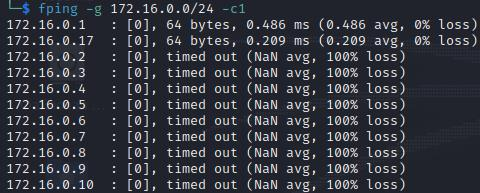 └─$ fping -g 172.16.0.0/24 -c1
172.16.0.1 : [0], 64 bytes, 0.486 ms (0.486 avg, 0% loss)
172.16.0.17 : [0], 64 bytes, 0.209 ms (0.209 avg, 0% loss)
172.16.0.2 : [0], timed out (NaN avg, 100% loss)
172.16.0.3 : [0], timed out (NaN avg, 100% loss)
172.16.0.4 : [0], timed out (NaN avg, 100% loss)
172.16.0.5 : [0], timed out (NaN avg, 100% loss)
172.16.0.6 : [0], timed out (NaN avg, 100% loss)
172.16.0.7 : [0], timed out (NaN avg, 100% loss)
172.16.0.8 : [0], timed out (NaN avg, 100% loss)
172.16.0.9 : [0], timed out (NaN avg, 100% loss)
172.16.0.10 : [0], timed out (NaN avg, 100% loss)